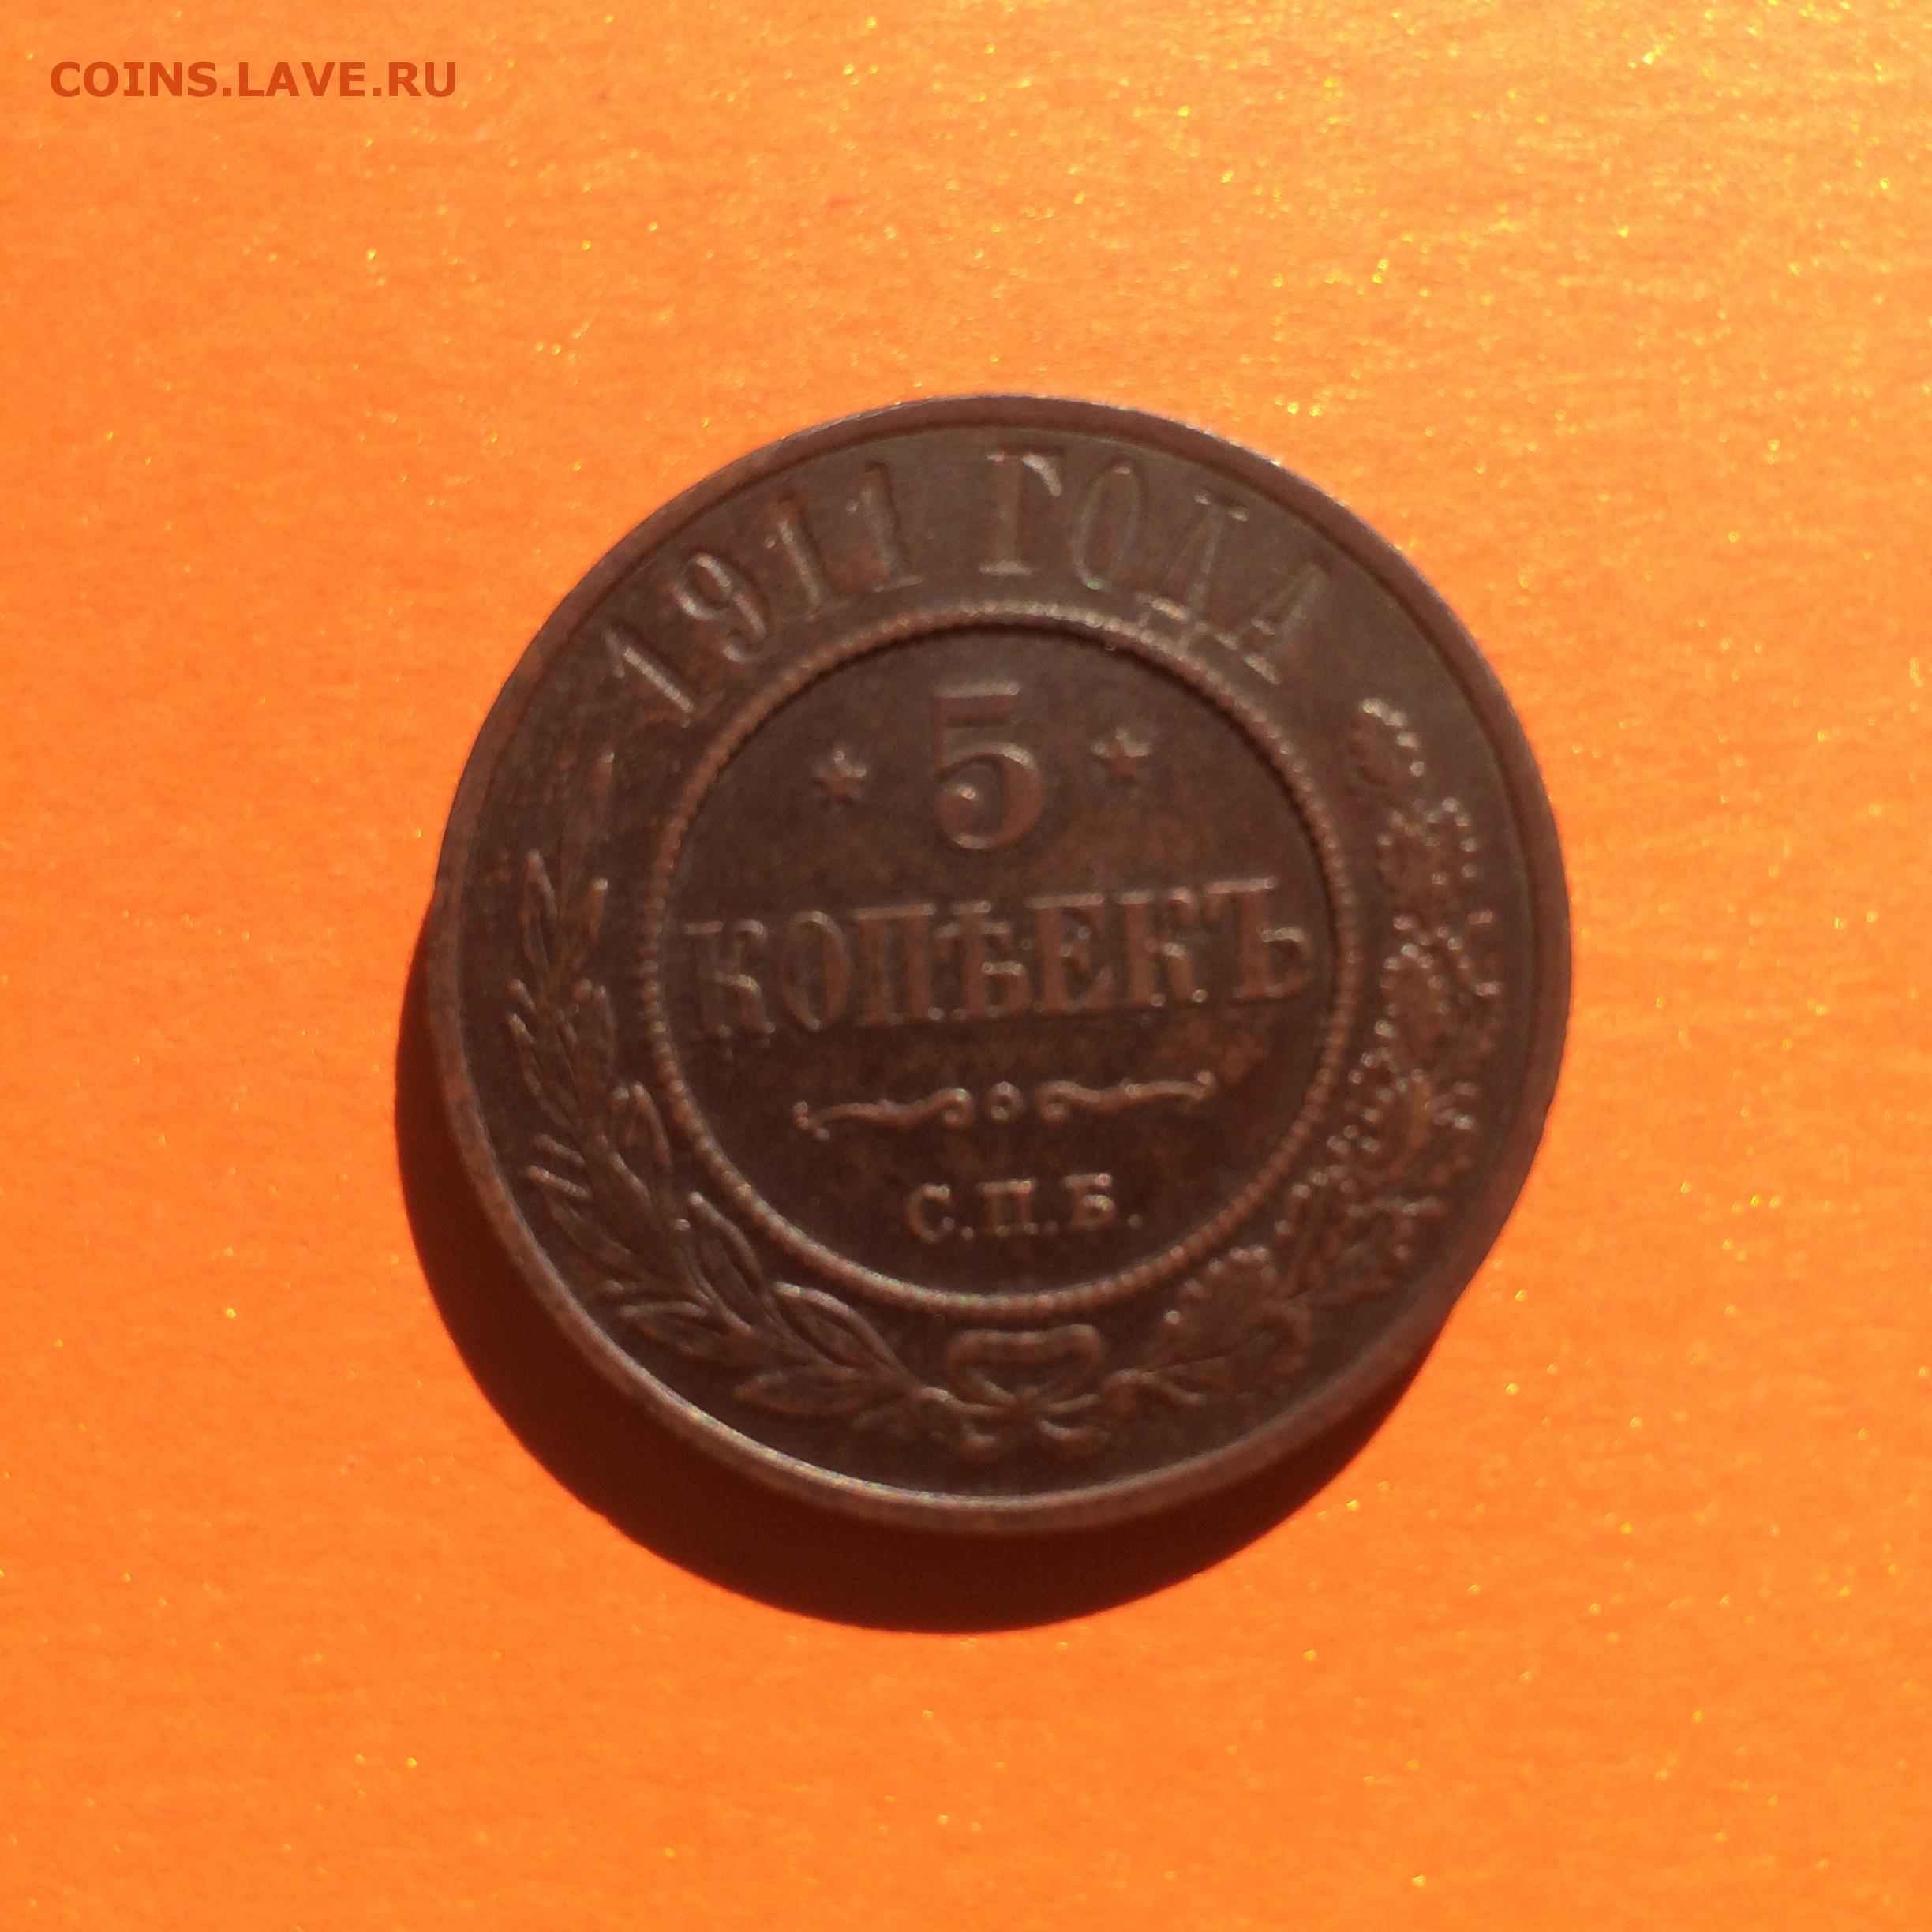 COINS.LAVE.RU
1911 ГОДА
5
КОПѢЕКЪ
С.П.Б.